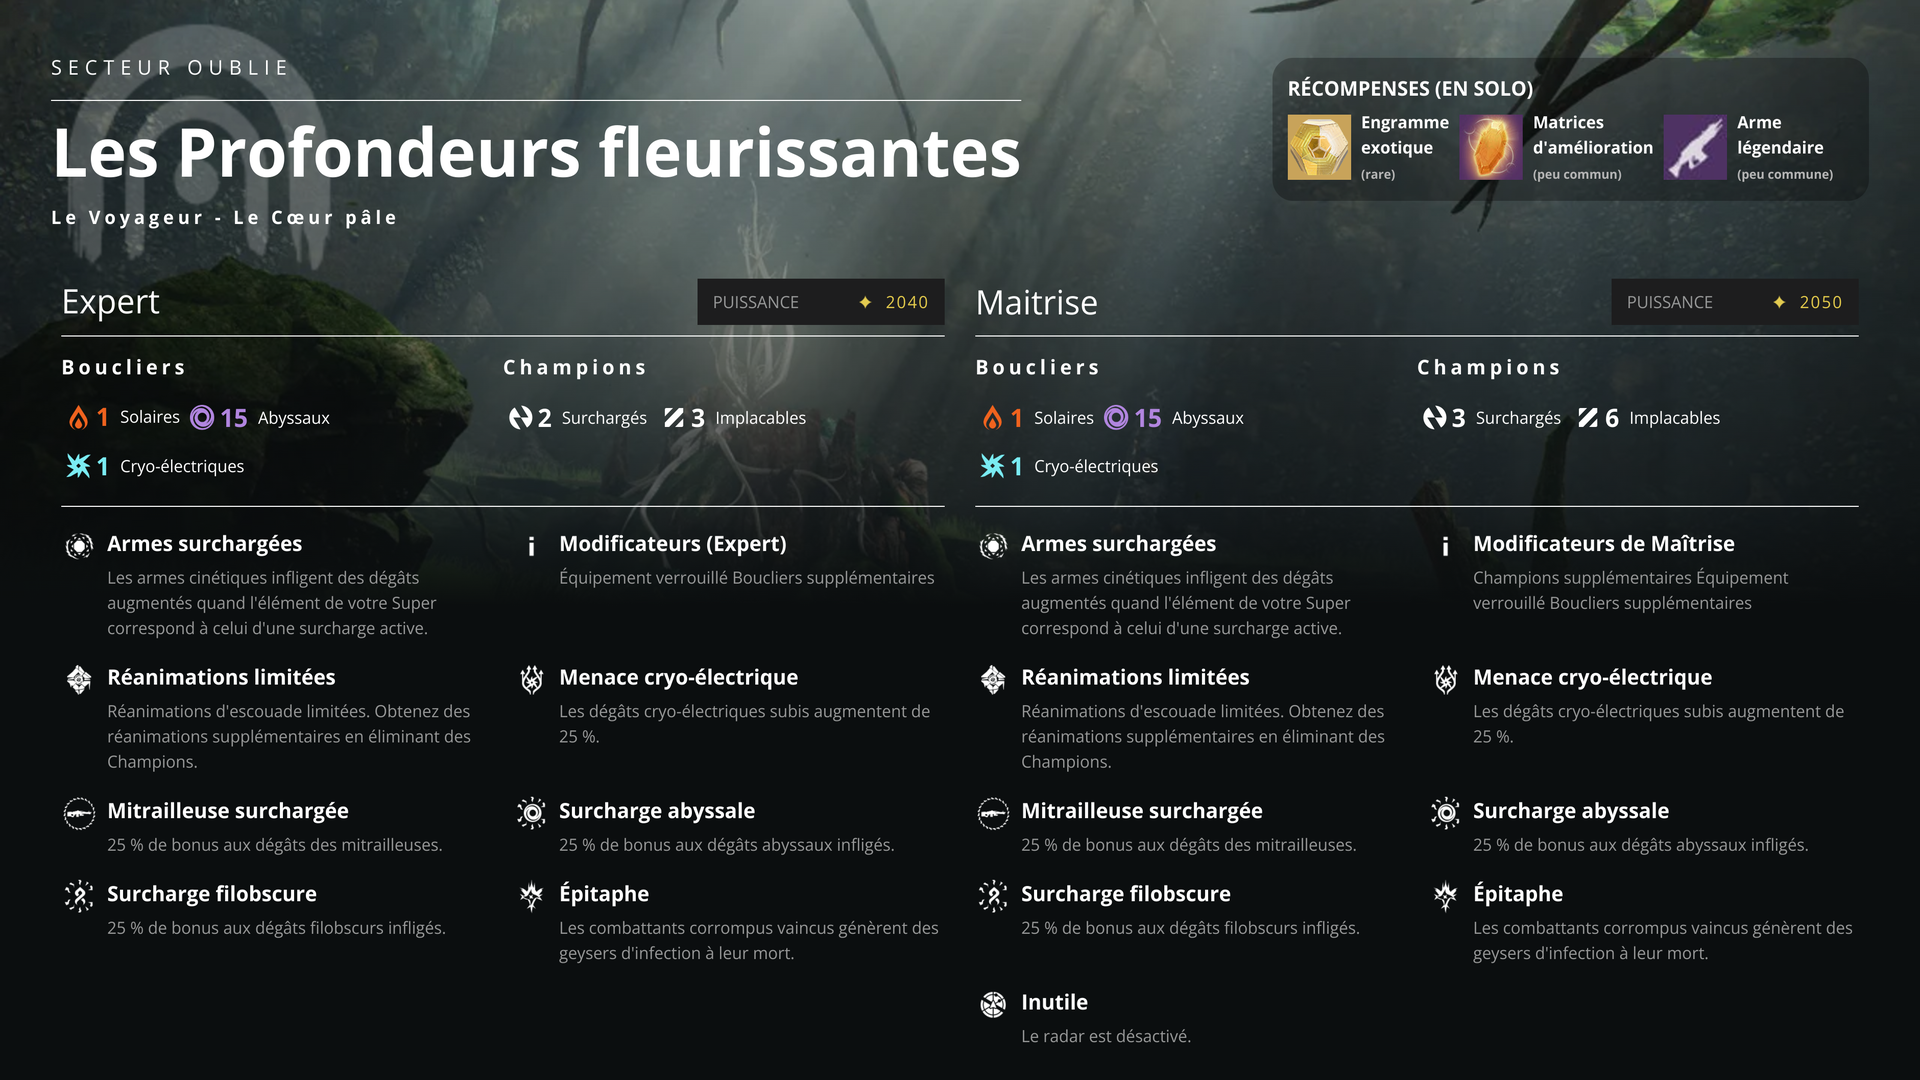 SECTEUR OUBLIE
Les Profondeurs fleurissantes
Le Voyageur - Le Cœur pâle
RÉCOMPENSES (EN SOLO)
Engramme
exotique
(rare)
Matrices
d'amélioration
(peu commun)
Arme
légendaire
(peu commune)
Expert
PUISSANCE 2040
Boucliers
Champions
1 Solaires 15 Abyssaux
1 Cryo-électriques
2 Surchargés 3 Implacables
Armes surchargées
Les armes cinétiques infligent des dégâts
augmentés quand l'élément de votre Super
correspond à celui d'une surcharge active.
Modificateurs (Expert)
Équipement verrouillé Boucliers supplémentaires
Réanimations limitées
Réanimations d'escouade limitées. Obtenez des
réanimations supplémentaires en éliminant des
Champions.
Menace cryo-électrique
Les dégâts cryo-électriques subis augmentent de
25 %.
Mitrailleuse surchargée
25 % de bonus aux dégâts des mitrailleuses.
Surcharge abyssale
25 % de bonus aux dégâts abyssaux infligés.
Surcharge filobscure
25 % de bonus aux dégâts filobscurs infligés.
Épitaphe
Les combattants corrompus vaincus génèrent des
geysers d'infection à leur mort.
Maitrise
PUISSANCE 2050
Boucliers
Champions
1 Solaires 15 Abyssaux
1 Cryo-électriques
3 Surchargés 6 Implacables
Armes surchargées
Les armes cinétiques infligent des dégâts
augmentés quand l'élément de votre Super
correspond à celui d'une surcharge active.
Modificateurs de Maîtrise
Champions supplémentaires Équipement
verrouillé Boucliers supplémentaires
Réanimations limitées
Réanimations d'escouade limitées. Obtenez des
réanimations supplémentaires en éliminant des
Champions.
Menace cryo-électrique
Les dégâts cryo-électriques subis augmentent de
25 %.
Mitrailleuse surchargée
25 % de bonus aux dégâts des mitrailleuses.
Surcharge abyssale
25 % de bonus aux dégâts abyssaux infligés.
Surcharge filobscure
25 % de bonus aux dégâts filobscurs infligés.
Épitaphe
Les combattants corrompus vaincus génèrent des
geysers d'infection à leur mort.
Inutile
Le radar est désactivé.